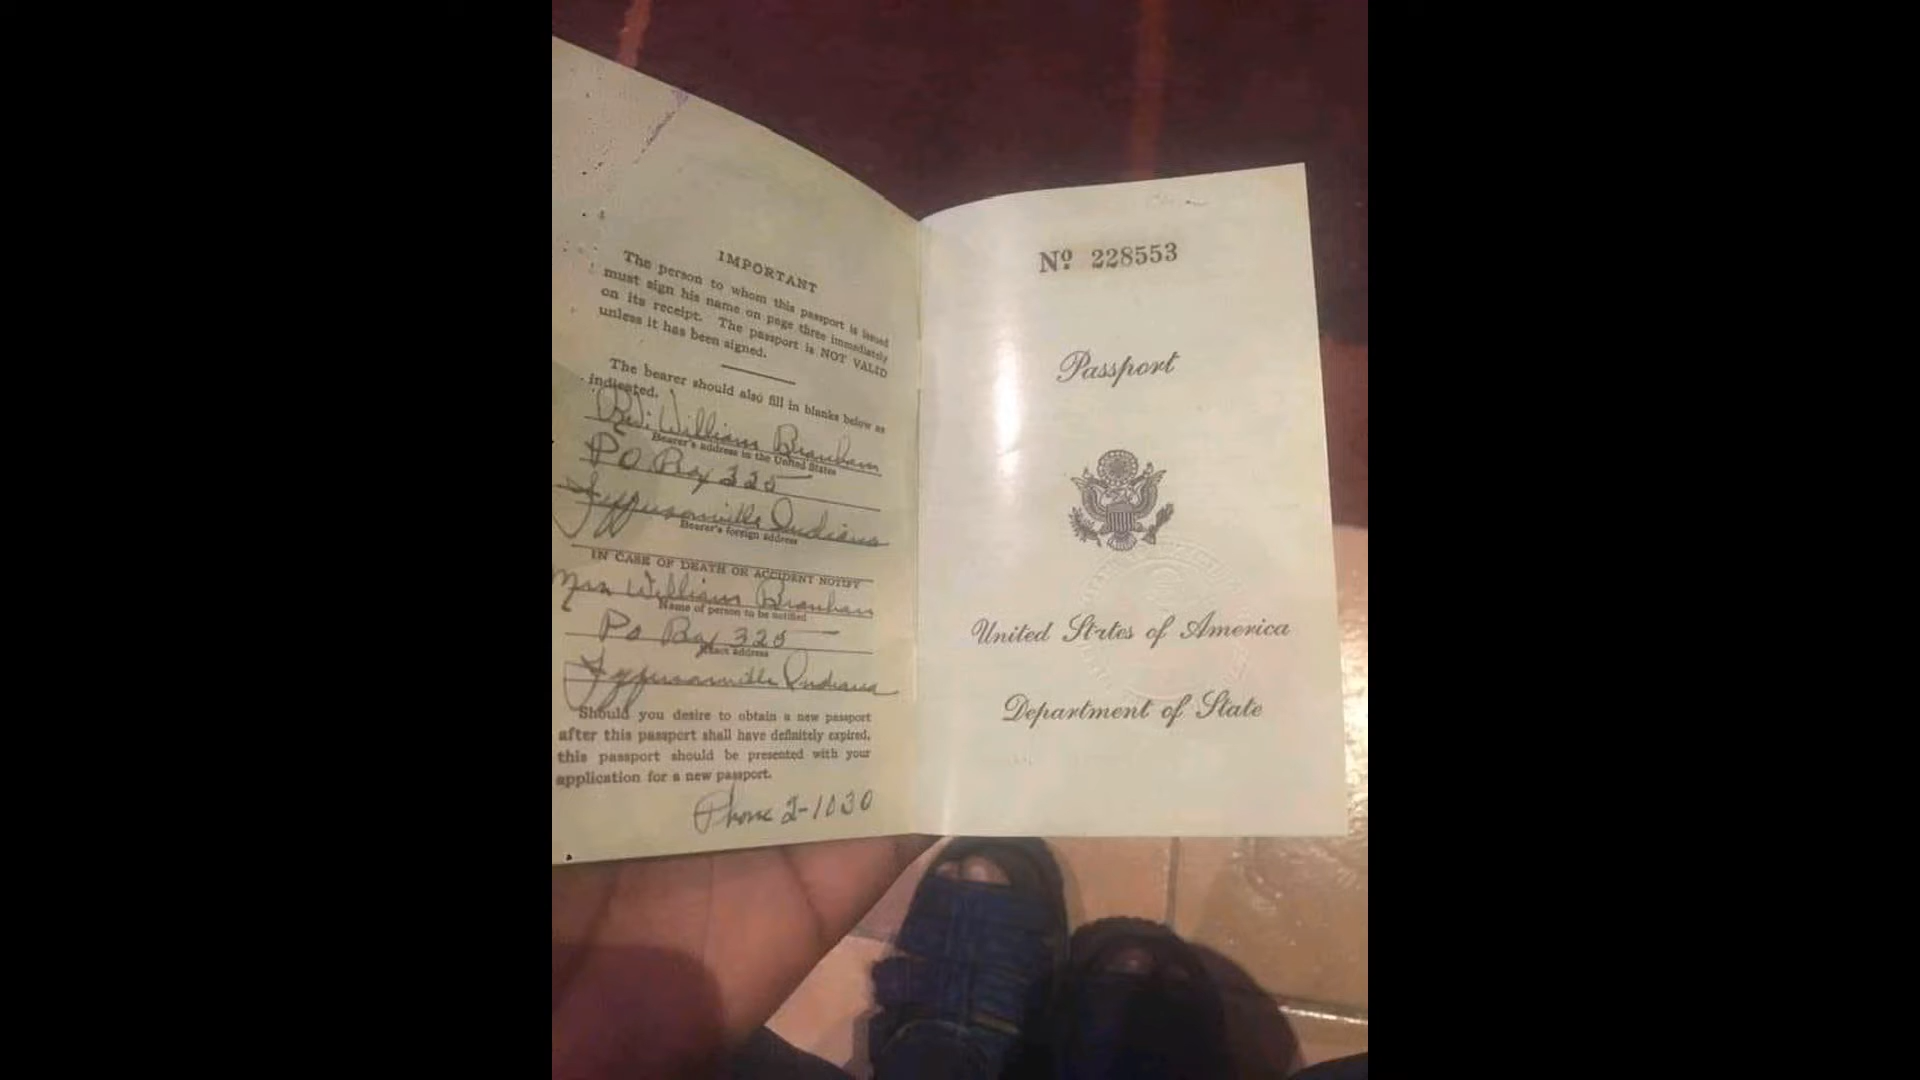 IMPORTANT
The person to whom this passport is issued
must sign his name on page three immediately
on its receipt. The passport is NOT VALID
unless it has been signed.
The bearer should also fill in blanks below as
indicated.
Rev. William Branham
Bearer's address in the United States
PO Box 325
Jeffersonville Indiana
Bearer's foreign address
IN CASE OF DEATH OR ACCIDENT NOTIFY
Mrs William Branham
Name of person to be notified
Po Box 325
Exact address
Jeffersonville Indiana
Should you desire to obtain a new passport
after this passport shall have definitely expired,
this passport should be presented with your
application for a new passport.
Phone 2-1030
Nº 228553
Passport
United States of America
Department of State